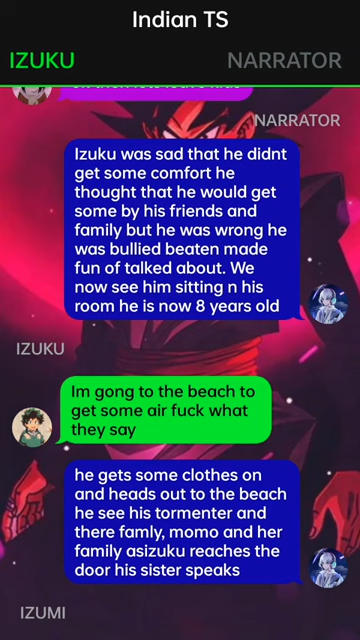 Indian TS
IZUKU
NARRATOR
NARRATOR
Izuku was sad that he didnt
get some comfort he
thought that he would get
some by his friends and
family but he was wrong he
was bullied beaten made
fun of talked about. We
now see him sitting n his
room he is now 8 years old
IZUKU
Im gong to the beach to
get some air fuck what
they say
he gets some clothes on
and heads out to the beach
he see his tormenter and
there famly, momo and her
family asizuku reaches the
door his sister speaks
IZUMI